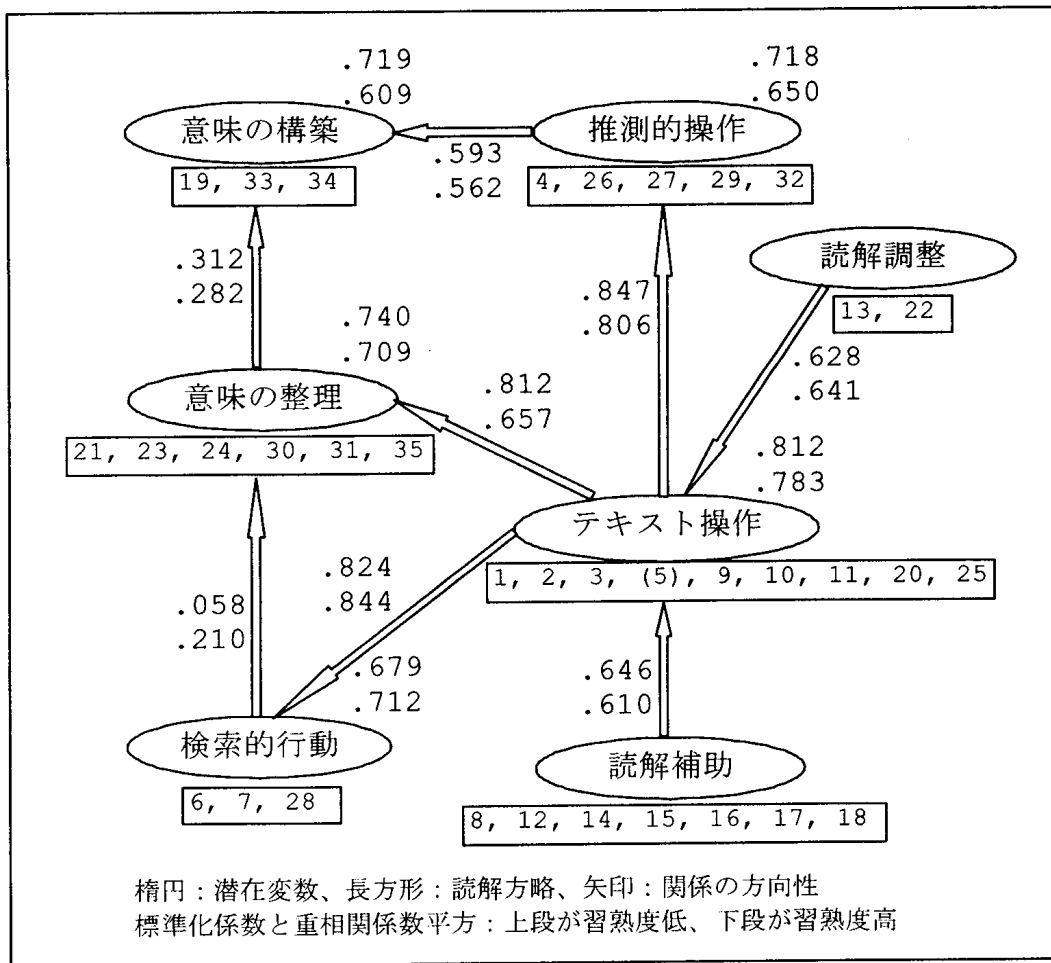 .719
.609
.718
.650
意味の構築
推測的操作
.593
.562
19, 33, 34
4, 26, 27, 29, 32
.312
.282
読解調整
13, 22
.847
.806
.740
.709
.628
.641
意味の整理
.812
.657
21, 23, 24, 30, 31, 35
.812
.783
テキスト操作
1, 2, 3, (5), 9, 10, 11, 20, 25
.824
.844
.058
.210
.679
.712
.646
.610
検索的行動
読解補助
6, 7, 28
8, 12, 14, 15, 16, 17, 18
楕円：潜在変数、長方形：読解方略、矢印：関係の方向性
標準化係数と重相関係数平方：上段が習熟度低、下段が習熟度高